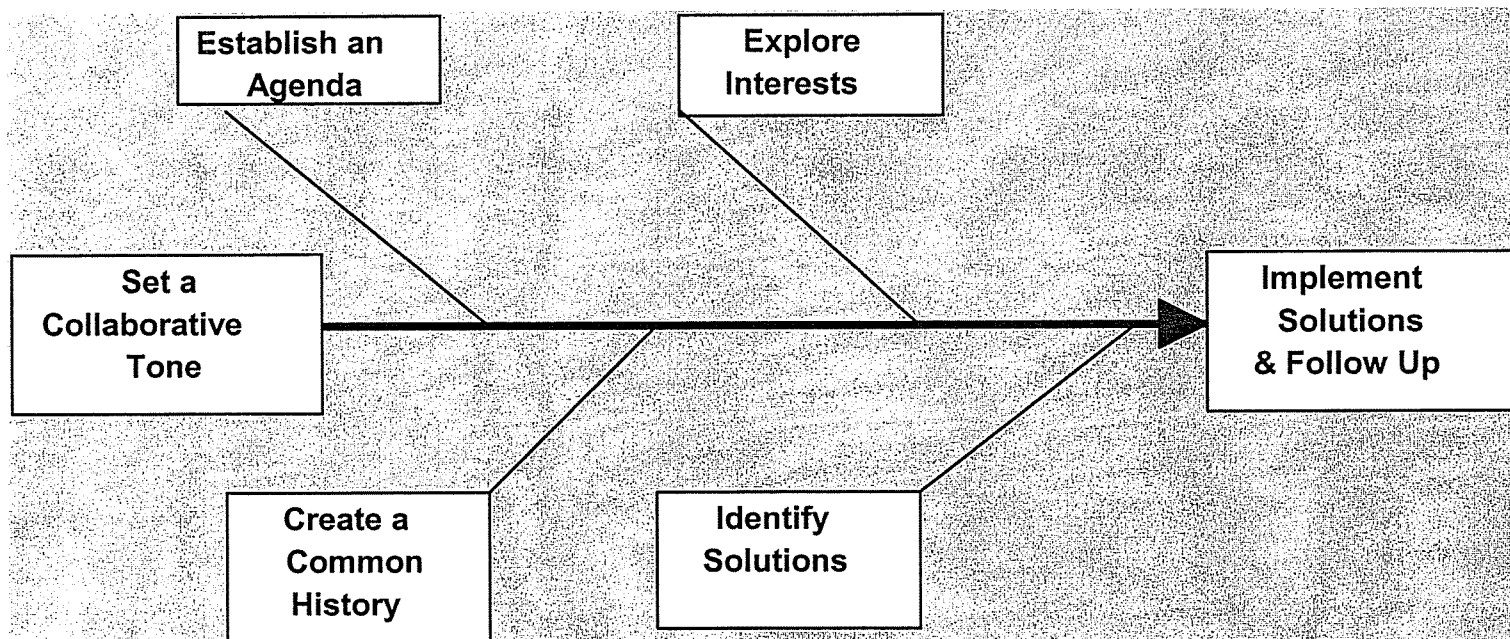 Establish an
Agenda
Explore
Interests
Set a
Collaborative
Tone
Implement
Solutions
& Follow Up
Create a
Common
History
Identify
Solutions